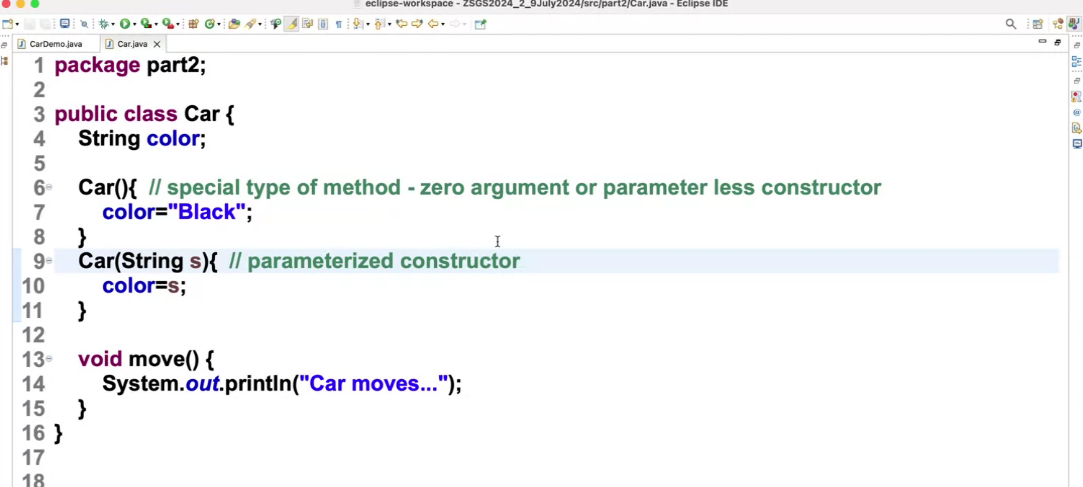 eclipse-workspace - ZSGS2024_2_9July2024/src/part2/Car.java - Eclipse IDE
CarDemo.java
Car.java
1 package part2;
2
3 public class Car {
4 String color;
5
6 Car(){ // special type of method - zero argument or parameter less constructor
7 color="Black";
8 }
9 Car(String s){ // parameterized constructor
10 color=s;
11 }
12
13 void move() {
14 System.out.println("Car moves...");
15 }
16 }
17
18